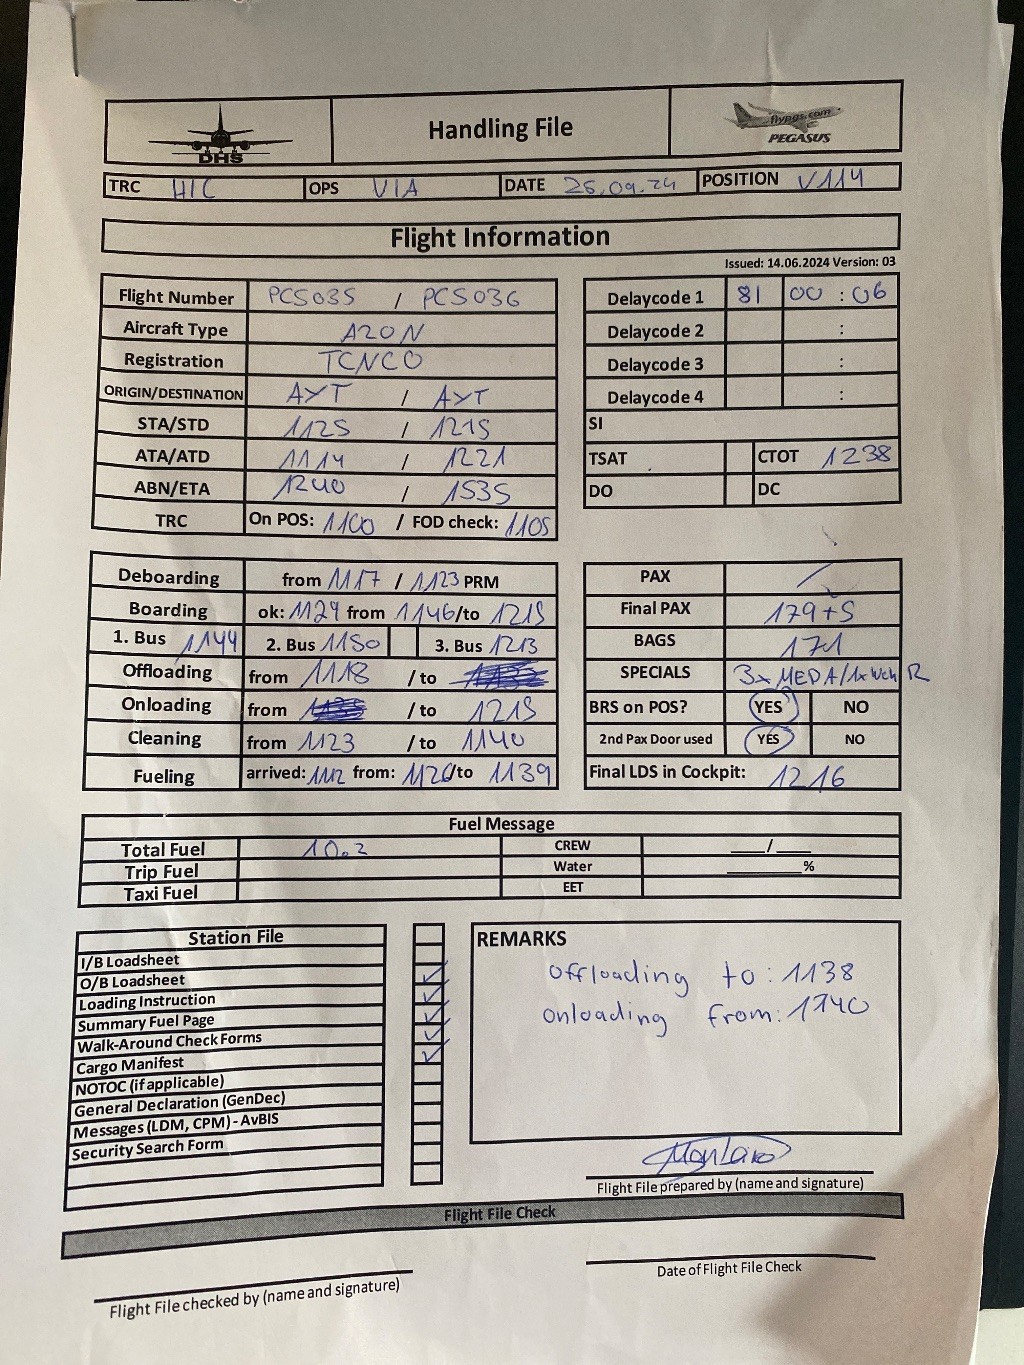 DHS
Handling File
flypgs.com
PEGASUS
TRC HIC OPS VIA DATE 25.09.24 POSITION V114
Flight Information
Issued: 14.06.2024 Version: 03
Flight Number PC5035 / PC5036
Aircraft Type A20N
Registration TCNCO
ORIGIN/DESTINATION AYT / AYT
STA/STD 1125 / 1215
ATA/ATD 1114 / 1221
ABN/ETA 1240 / 1535
TRC On POS: 1100 / FOD check: 1105
Delaycode 1 81 00 : 06
Delaycode 2 :
Delaycode 3 :
Delaycode 4 :
SI
TSAT CTOT 1238
DO DC
Deboarding from 1117 / 1123 PRM
Boarding ok: 1129 from 1146/to 1215
1. Bus 1144 2. Bus 1150 3. Bus 1213
Offloading from 1118 / to
Onloading from / to 1215
Cleaning from 1123 / to 1140
Fueling arrived: 1112 from: 1126/to 1139
PAX /
Final PAX 179+5
BAGS 171
SPECIALS 3x MEDA/1x WchR
BRS on POS? YES NO
2nd Pax Door used YES NO
Final LDS in Cockpit: 1216
Fuel Message
Total Fuel 10.2 CREW ___/___
Trip Fuel Water ______%
Taxi Fuel EET
Station File
I/B Loadsheet
O/B Loadsheet
Loading Instruction
Summary Fuel Page
Walk-Around Check Forms
Cargo Manifest
NOTOC (if applicable)
General Declaration (GenDec)
Messages (LDM, CPM) - AvBIS
Security Search Form
REMARKS
Offloading to: 1138
onloading from: 1140
Flight File prepared by (name and signature)
Flight File Check
Flight File checked by (name and signature)
Date of Flight File Check